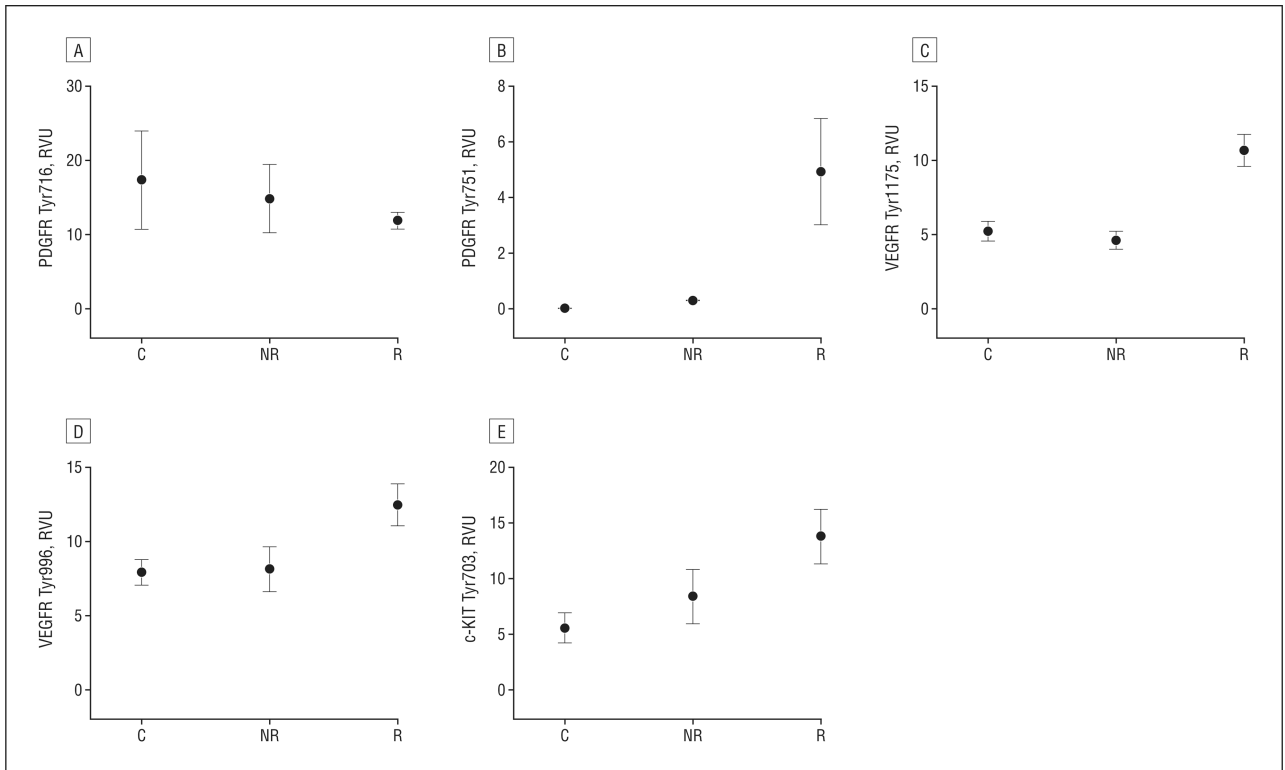 A
PDGFR Tyr716, RVU
30
20
10
0
C NR R
B
PDGFR Tyr751, RVU
8
6
4
2
0
C NR R
C
VEGFR Tyr1175, RVU
15
10
5
0
C NR R
D
VEGFR Tyr996, RVU
15
10
5
0
C NR R
E
c-KIT Tyr703, RVU
20
15
10
5
0
C NR R